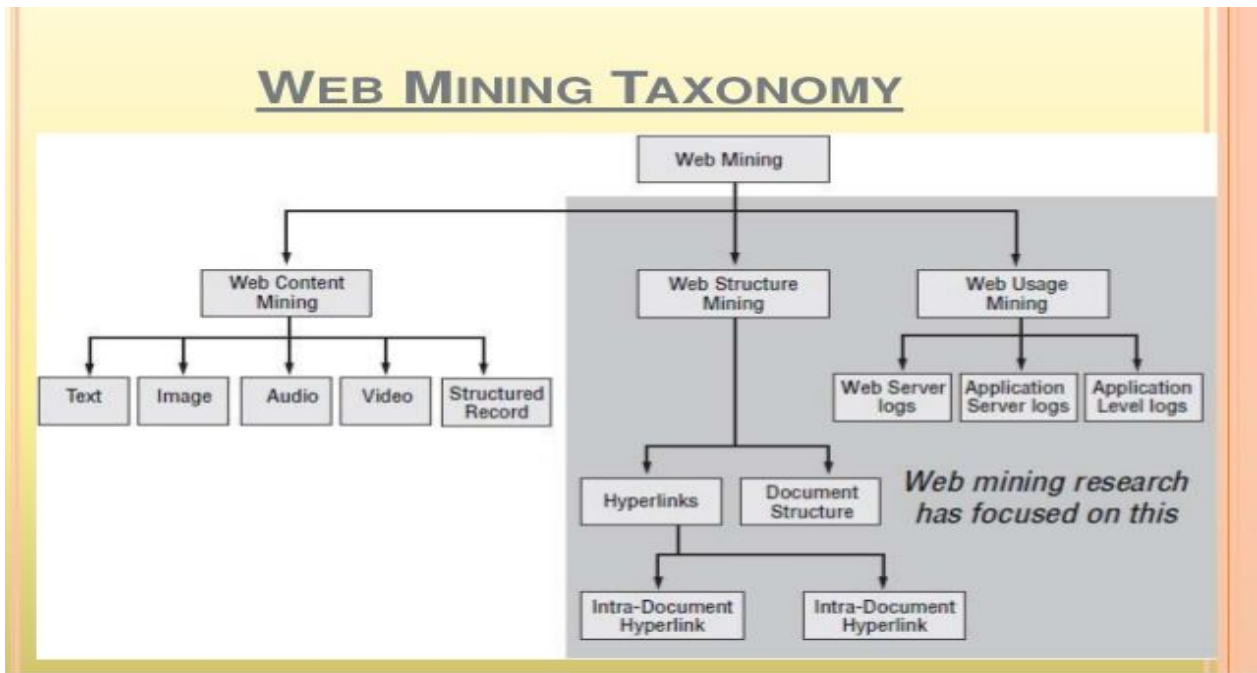 WEB MINING TAXONOMY
Web Mining
Web Content
Mining
Web Structure
Mining
Web Usage
Mining
Text
Image
Audio
Video
Structured
Record
Web Server
logs
Application
Server logs
Application
Level logs
Hyperlinks
Document
Structure
Web mining research
has focused on this
Intra-Document
Hyperlink
Intra-Document
Hyperlink